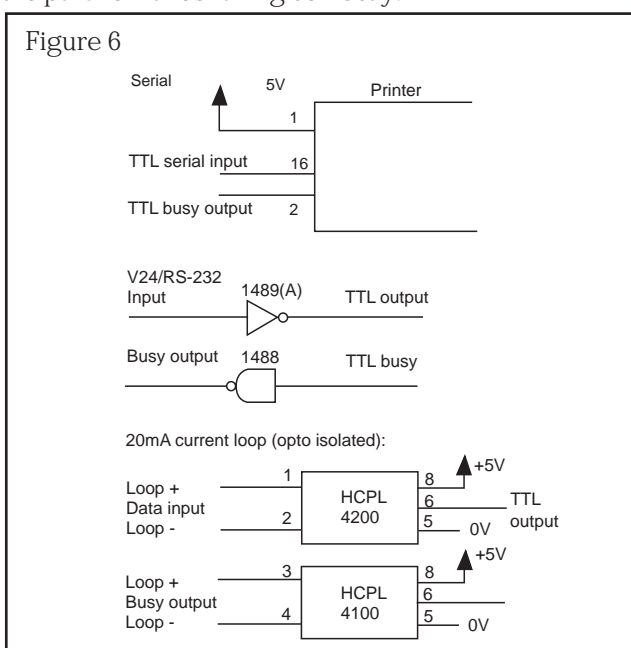 Figure 6
Serial
5V
Printer
1
TTL serial input
16
TTL busy output
2
V24/RS-232
Input
1489(A)
TTL output
Busy output
1488
TTL busy
20mA current loop (opto isolated):
Loop +
Data input
Loop -
1
2
HCPL
4200
8
6
5
+5V
TTL
output
0V
Loop +
Busy output
Loop -
3
4
HCPL
4100
8
6
5
+5V
0V